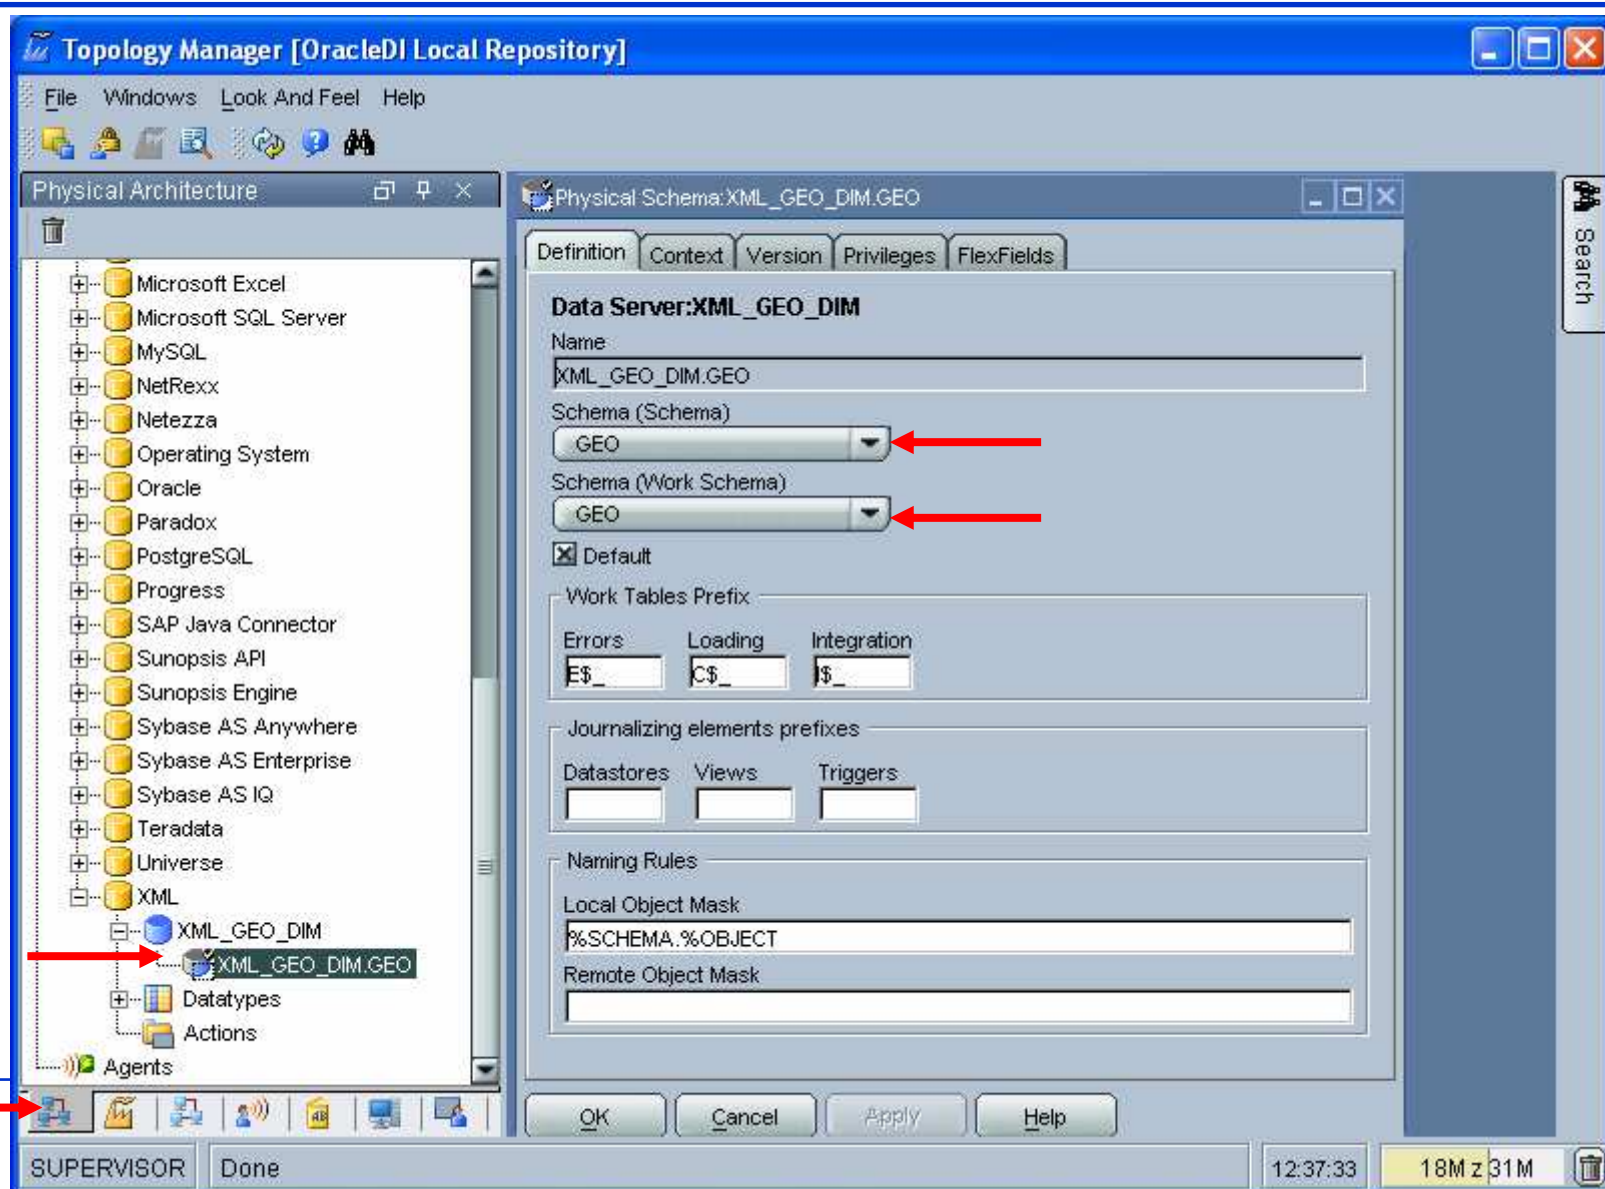 Topology Manager [OracleDI Local Repository]
File Windows Look And Feel Help
Physical Architecture
Microsoft Excel
Microsoft SQL Server
MySQL
NetRexx
Netezza
Operating System
Oracle
Paradox
PostgreSQL
Progress
SAP Java Connector
Sunopsis API
Sunopsis Engine
Sybase AS Anywhere
Sybase AS Enterprise
Sybase AS IQ
Teradata
Universe
XML
XML_GEO_DIM
XML_GEO_DIM.GEO
Datatypes
Actions
Agents
Physical Schema:XML_GEO_DIM.GEO
Definition Context Version Privileges FlexFields
Data Server:XML_GEO_DIM
Name
XML_GEO_DIM.GEO
Schema (Schema)
GEO
Schema (Work Schema)
GEO
Default
Work Tables Prefix
Errors Loading Integration
E$_ C$_ I$_
Journalizing elements prefixes
Datastores Views Triggers
Naming Rules
Local Object Mask
%SCHEMA.%OBJECT
Remote Object Mask
OK Cancel Apply Help
Search
SUPERVISOR Done 12:37:33 18M z 31M